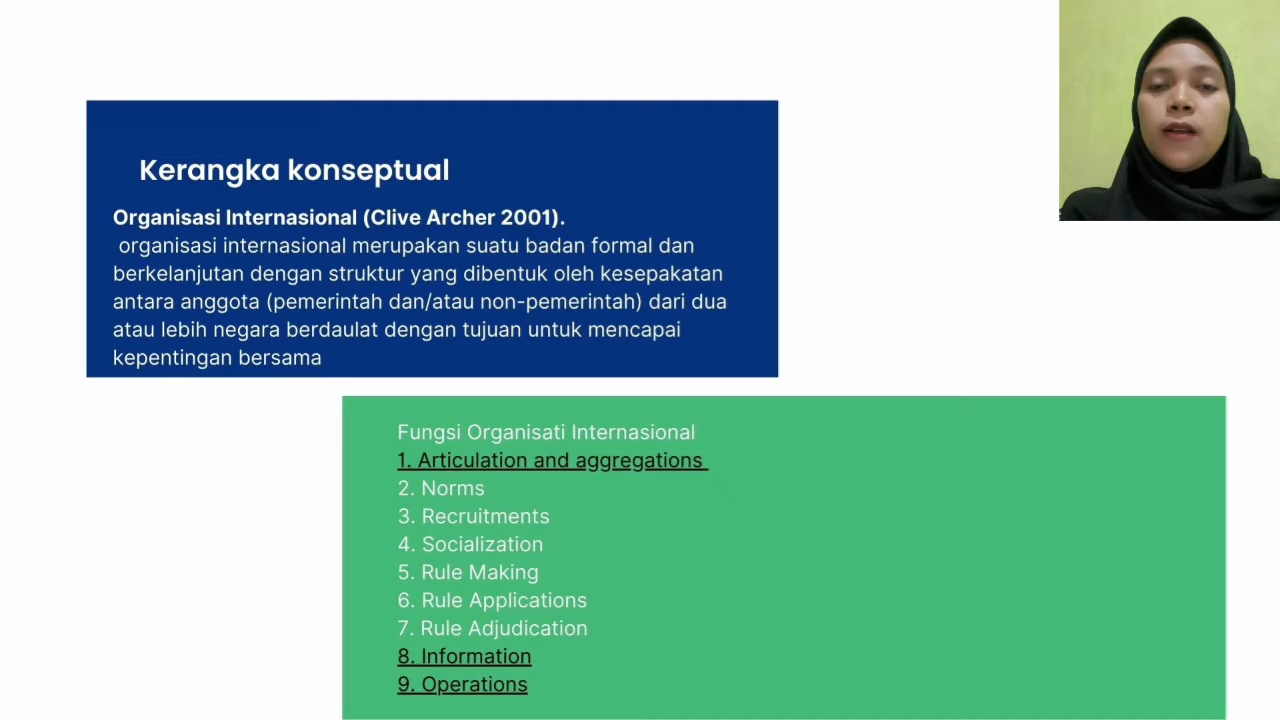 Kerangka konseptual
Organisasi Internasional (Clive Archer 2001).
organisasi internasional merupakan suatu badan formal dan
berkelanjutan dengan struktur yang dibentuk oleh kesepakatan
antara anggota (pemerintah dan/atau non-pemerintah) dari dua
atau lebih negara berdaulat dengan tujuan untuk mencapai
kepentingan bersama
Fungsi Organisati Internasional
1. Articulation and aggregations
2. Norms
3. Recruitments
4. Socialization
5. Rule Making
6. Rule Applications
7. Rule Adjudication
8. Information
9. Operations